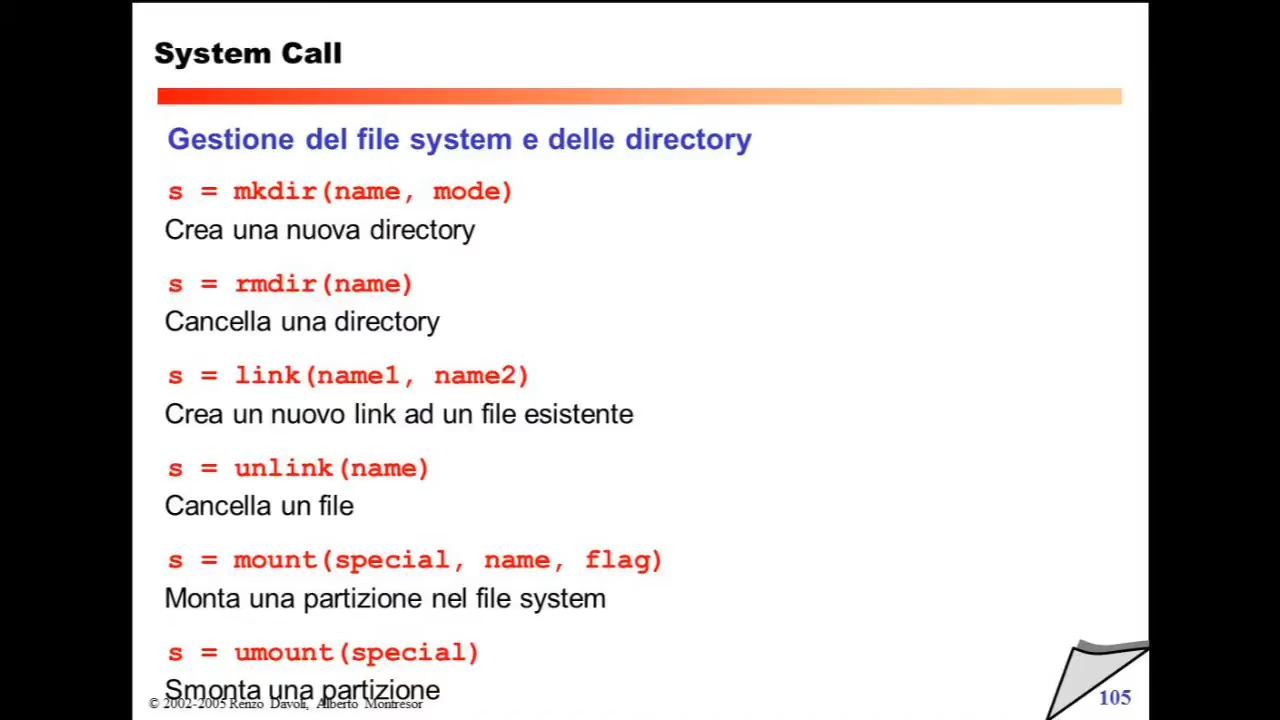 System Call
Gestione del file system e delle directory
s = mkdir(name, mode)
Crea una nuova directory
s = rmdir(name)
Cancella una directory
s = link(name1, name2)
Crea un nuovo link ad un file esistente
s = unlink(name)
Cancella un file
s = mount(special, name, flag)
Monta una partizione nel file system
s = umount(special)
Smonta una partizione
© 2002-2005 Renzo Davoli, Alberto Montresor
105